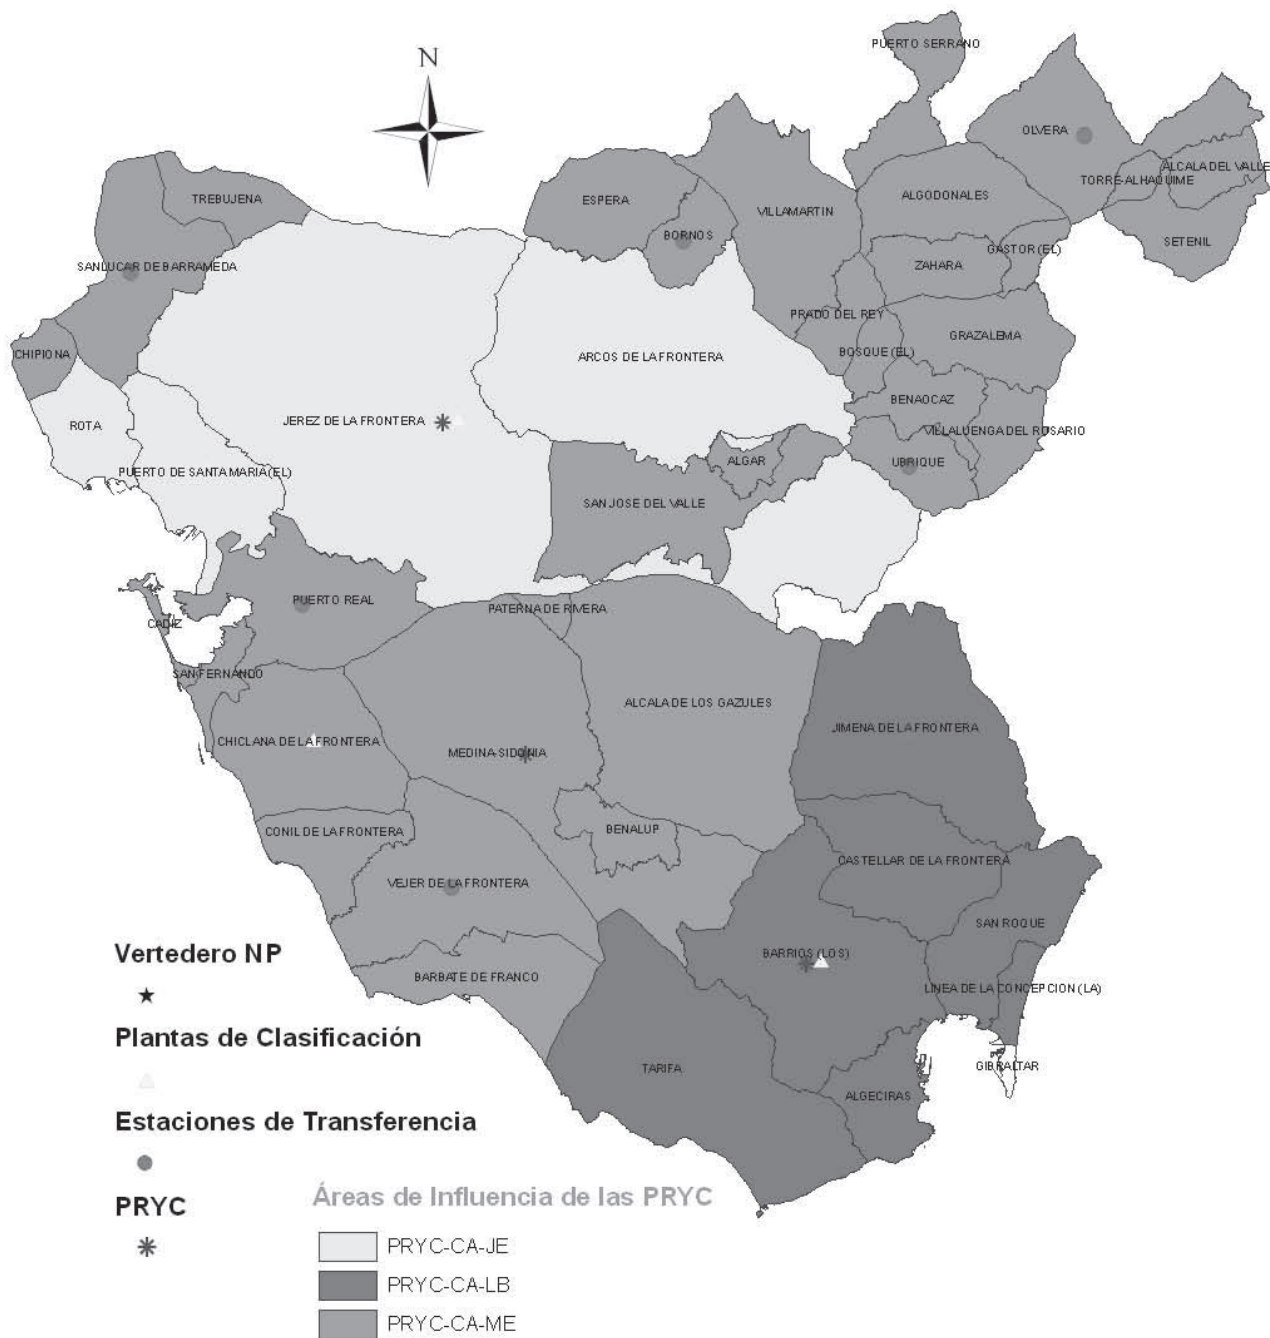 PUERTO SERRANO
N
OLVERA
ALCALA DEL VALLE
TORRE-ALHAQUIME
TREBUJENA
ESPERA
ALGODONALES
VILLAMARTIN
BORNOS
SETENIL
GASTOR (EL)
SANLUCAR DE BARRAMEDA
ZAHARA
PRADO DEL REY
GRAZALEMA
CHIPIONA
ARCOS DE LA FRONTERA
BOSQUE (EL)
BENAOCAZ
JEREZ DE LA FRONTERA
ROTA
VILLALUENGA DEL ROSARIO
ALGAR
UBRIQUE
PUERTO DE SANTA MARIA (EL)
SAN JOSE DEL VALLE
PUERTO REAL
PATERNA DE RIVERA
CADÍZ
SAN FERNANDO
ALCALA DE LOS GAZULES
JIMENA DE LA FRONTERA
CHICLANA DE LA FRONTERA
MEDINA-SIDONIA
CONIL DE LA FRONTERA
BENALUP
CASTELLAR DE LA FRONTERA
VEJER DE LA FRONTERA
SAN ROQUE
Vertedero NP
BARRIOS (LOS)
BARBATE DE FRANCO
LINEA DE LA CONCEPCION (LA)
Plantas de Clasificación
TARIFA
GIBRALTAR
ALGECIRAS
Estaciones de Transferencia
PRYC
Áreas de Influencia de las PRYC
PRYC-CA-JE
PRYC-CA-LB
PRYC-CA-ME